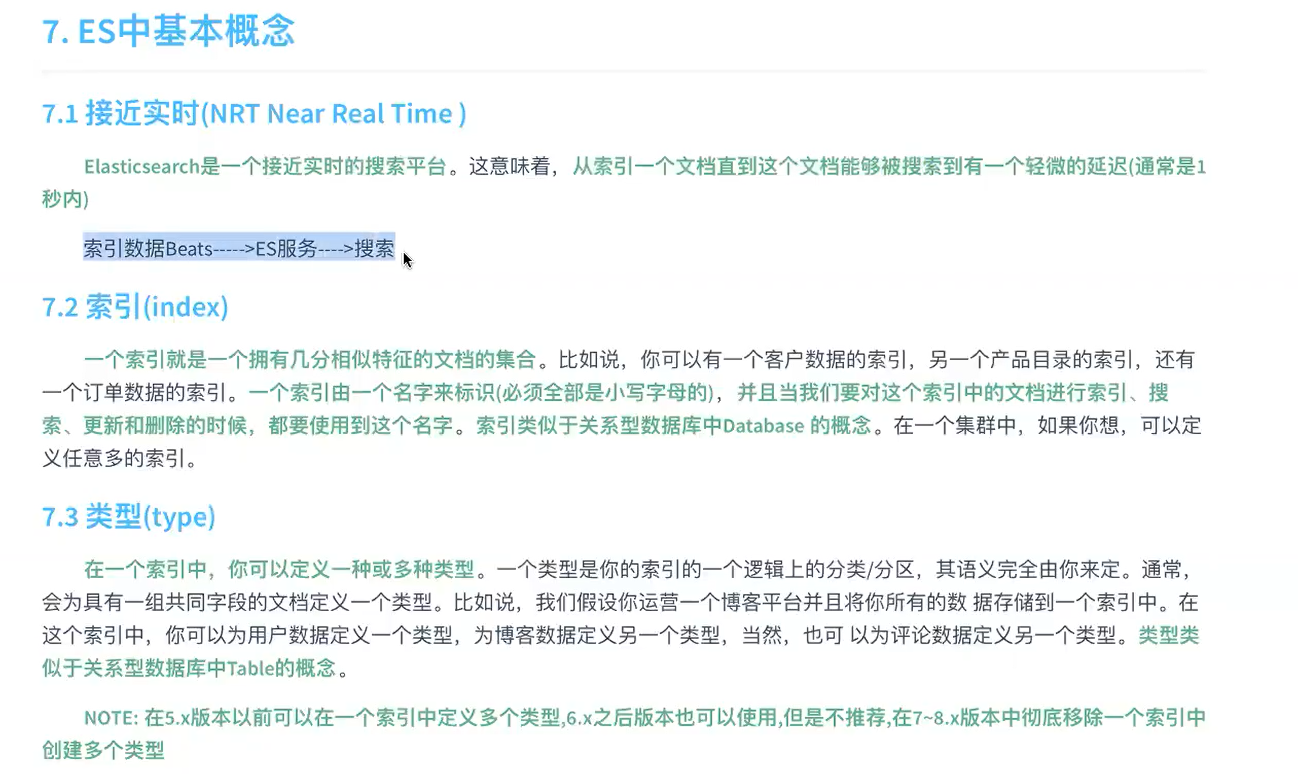 7. ES中基本概念
7.1 接近实时(NRT Near Real Time )
Elasticsearch是一个接近实时的搜索平台。这意味着，从索引一个文档直到这个文档能够被搜索到有一个轻微的延迟(通常是1
秒内)
索引数据Beats----->ES服务---->搜索
7.2 索引(index)
一个索引就是一个拥有几分相似特征的文档的集合。比如说，你可以有一个客户数据的索引，另一个产品目录的索引，还有
一个订单数据的索引。一个索引由一个名字来标识(必须全部是小写字母的)，并且当我们要对这个索引中的文档进行索引、搜
索、更新和删除的时候，都要使用到这个名字。索引类似于关系型数据库中Database 的概念。在一个集群中，如果你想，可以定
义任意多的索引。
7.3 类型(type)
在一个索引中，你可以定义一种或多种类型。一个类型是你的索引的一个逻辑上的分类/分区，其语义完全由你来定。通常，
会为具有一组共同字段的文档定义一个类型。比如说，我们假设你运营一个博客平台并且将你所有的数 据存储到一个索引中。在
这个索引中，你可以为用户数据定义一个类型，为博客数据定义另一个类型，当然，也可 以为评论数据定义另一个类型。类型类
似于关系型数据库中Table的概念。
NOTE: 在5.x版本以前可以在一个索引中定义多个类型,6.x之后版本也可以使用,但是不推荐,在7~8.x版本中彻底移除一个索引中
创建多个类型